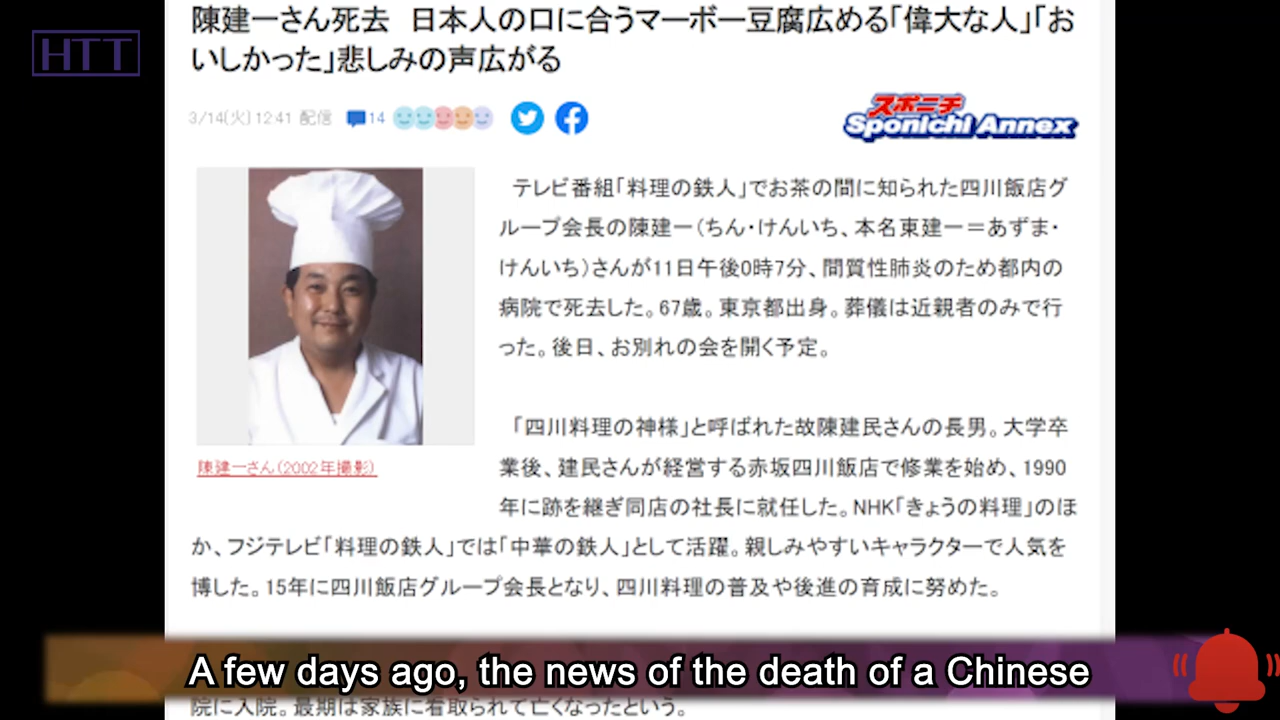 HTT
陳建一さん死去 日本人の口に合うマーボー豆腐広める「偉大な人」「お
いしかった」悲しみの声広がる
3/14(火)12:41 配信 14
スポニチ
Sponichi Annex
テレビ番組「料理の鉄人」でお茶の間に知られた四川飯店グ
ループ会長の陳建一（ちん・けんいち、本名東建一＝あずま・
けんいち）さんが11日午後0時7分、間質性肺炎のため都内の
病院で死去した。67歳。東京都出身。葬儀は近親者のみで行
った。後日、お別れの会を開く予定。
陳建一さん（2002年撮影）
「四川料理の神様」と呼ばれた故陳建民さんの長男。大学卒
業後、建民さんが経営する赤坂四川飯店で修業を始め、1990
年に跡を継ぎ同店の社長に就任した。NHK「きょうの料理」のほ
か、フジテレビ「料理の鉄人」では「中華の鉄人」として活躍。親しみやすいキャラクターで人気を
博した。15年に四川飯店グループ会長となり、四川料理の普及や後進の育成に努めた。
A few days ago, the news of the death of a Chinese
院に入院。最期は家族に看取られて亡くなったという。